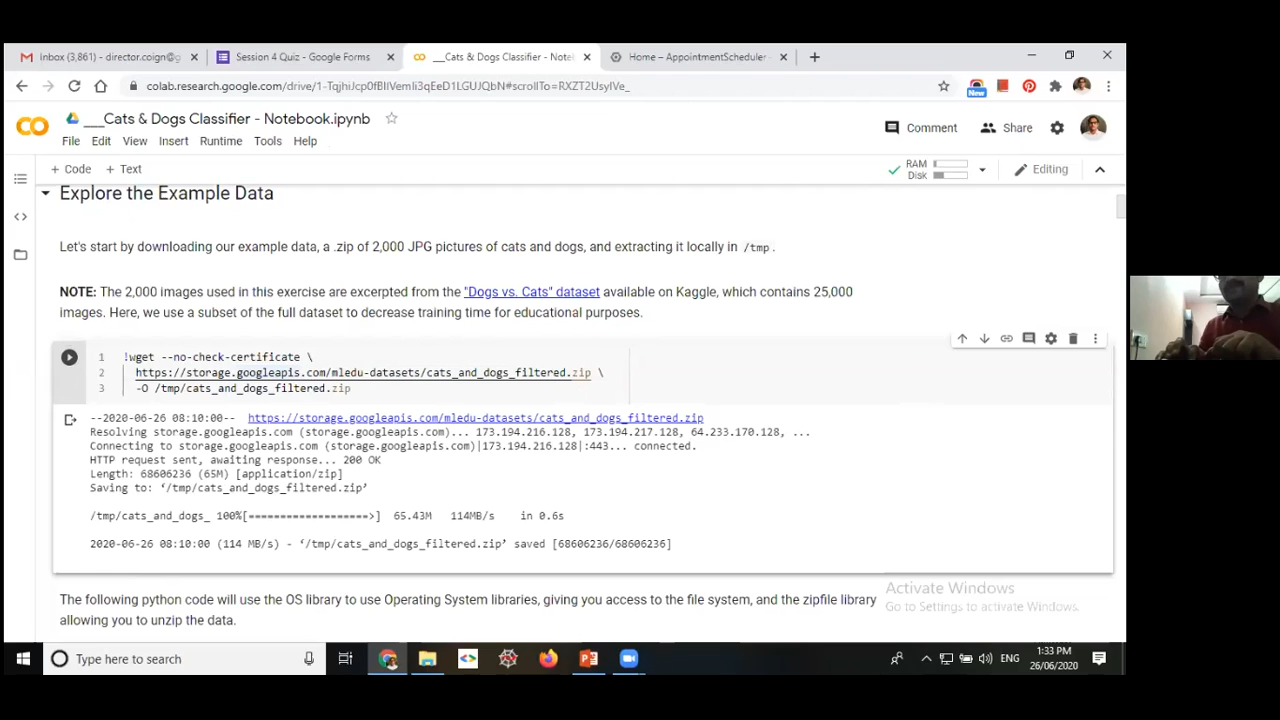 Inbox (3,861) - director.coign@g
Session 4 Quiz - Google Forms
__Cats & Dogs Classifier - Note
Home – AppointmentScheduler -
colab.research.google.com/drive/1-TqjhiJcp0fBlIVemIi3qEeD1LGUJQbN#scrollTo=RXZT2UsyIVe_
New
CO
___Cats & Dogs Classifier - Notebook.ipynb
Comment
Share
File Edit View Insert Runtime Tools Help
+ Code + Text
RAM
Disk
Editing
Explore the Example Data
Let's start by downloading our example data, a .zip of 2,000 JPG pictures of cats and dogs, and extracting it locally in /tmp .
NOTE: The 2,000 images used in this exercise are excerpted from the "Dogs vs. Cats" dataset available on Kaggle, which contains 25,000
images. Here, we use a subset of the full dataset to decrease training time for educational purposes.
1 !wget --no-check-certificate \
2 https://storage.googleapis.com/mledu-datasets/cats_and_dogs_filtered.zip \
3 -O /tmp/cats_and_dogs_filtered.zip
--2020-06-26 08:10:00-- https://storage.googleapis.com/mledu-datasets/cats_and_dogs_filtered.zip
Resolving storage.googleapis.com (storage.googleapis.com)... 173.194.216.128, 173.194.217.128, 64.233.170.128, ...
Connecting to storage.googleapis.com (storage.googleapis.com)|173.194.216.128|:443... connected.
HTTP request sent, awaiting response... 200 OK
Length: 68606236 (65M) [application/zip]
Saving to: ‘/tmp/cats_and_dogs_filtered.zip’
/tmp/cats_and_dogs_ 100%[===================>] 65.43M 114MB/s in 0.6s
2020-06-26 08:10:00 (114 MB/s) - ‘/tmp/cats_and_dogs_filtered.zip’ saved [68606236/68606236]
The following python code will use the OS library to use Operating System libraries, giving you access to the file system, and the zipfile library
allowing you to unzip the data.
Activate Windows
Go to Settings to activate Windows.
Type here to search
ENG
1:33 PM
26/06/2020